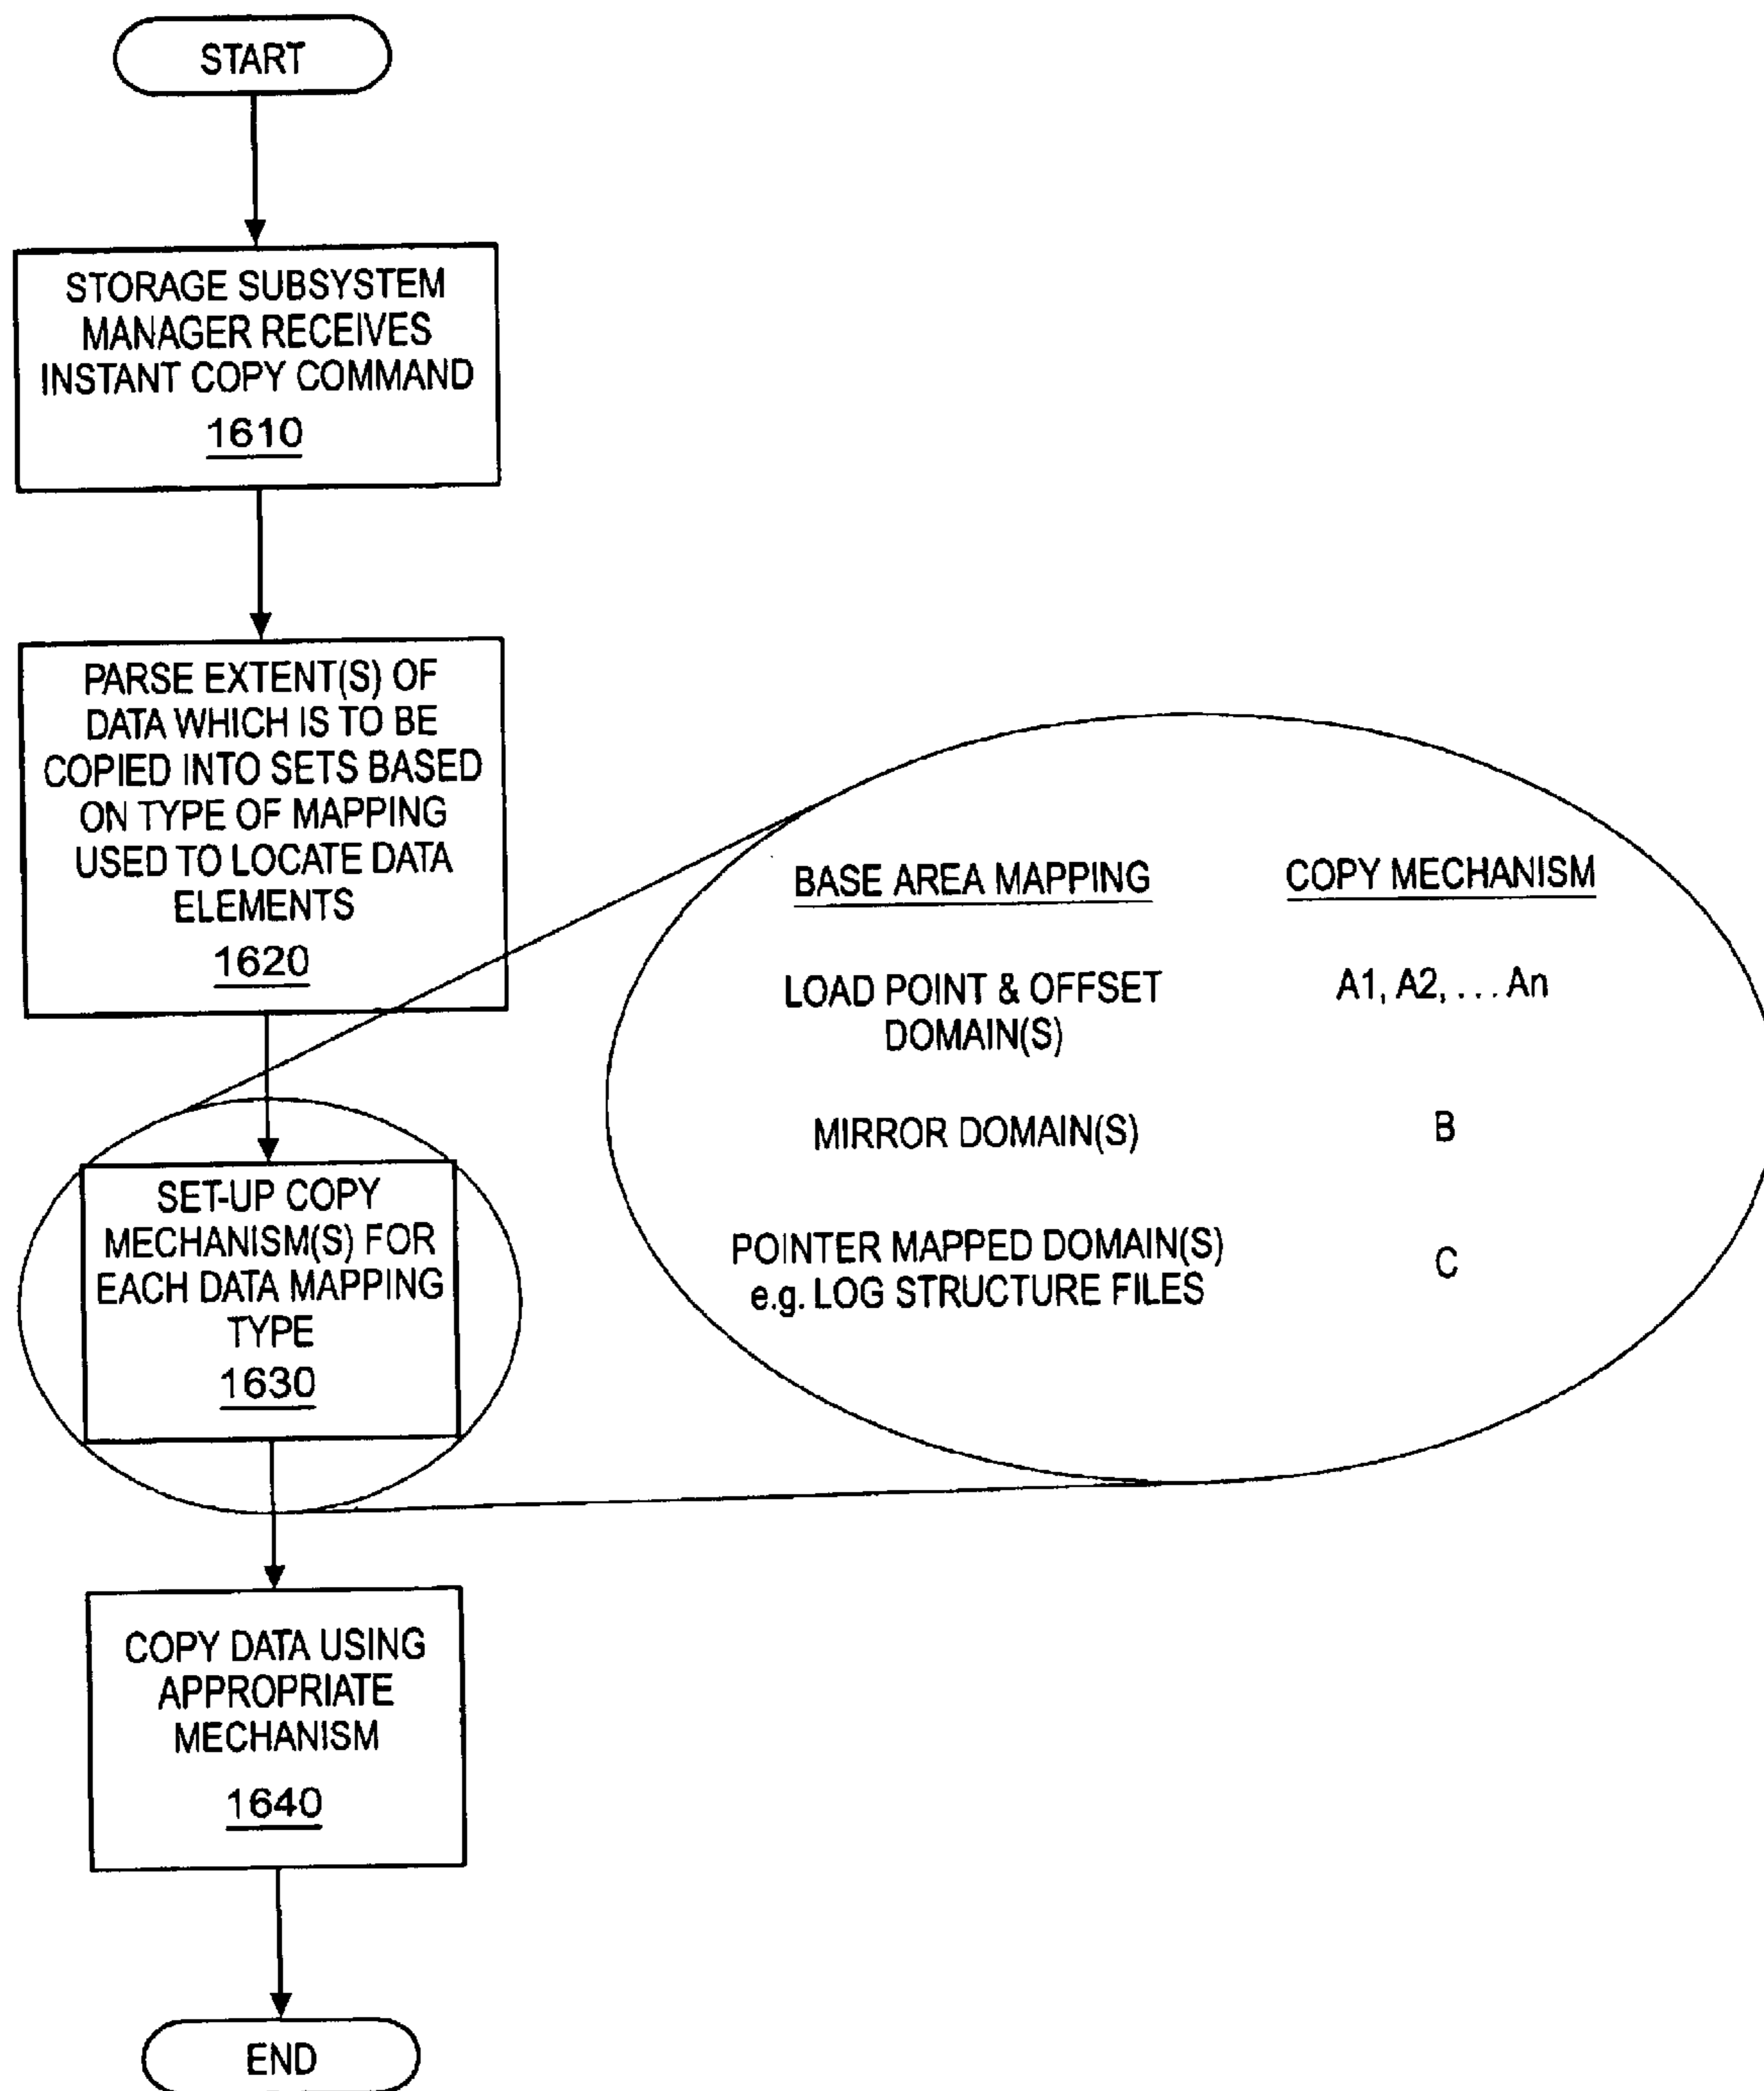 START
STORAGE SUBSYSTEM
MANAGER RECEIVES
INSTANT COPY COMMAND
1610
PARSE EXTENT(S) OF
DATA WHICH IS TO BE
COPIED INTO SETS BASED
ON TYPE OF MAPPING
USED TO LOCATE DATA
ELEMENTS
1620
SET-UP COPY
MECHANISM(S) FOR
EACH DATA MAPPING
TYPE
1630
BASE AREA MAPPING COPY MECHANISM
LOAD POINT & OFFSET A1, A2, . . . An
DOMAIN(S)
MIRROR DOMAIN(S) B
POINTER MAPPED DOMAIN(S) C
e.g. LOG STRUCTURE FILES
COPY DATA USING
APPROPRIATE
MECHANISM
1640
END